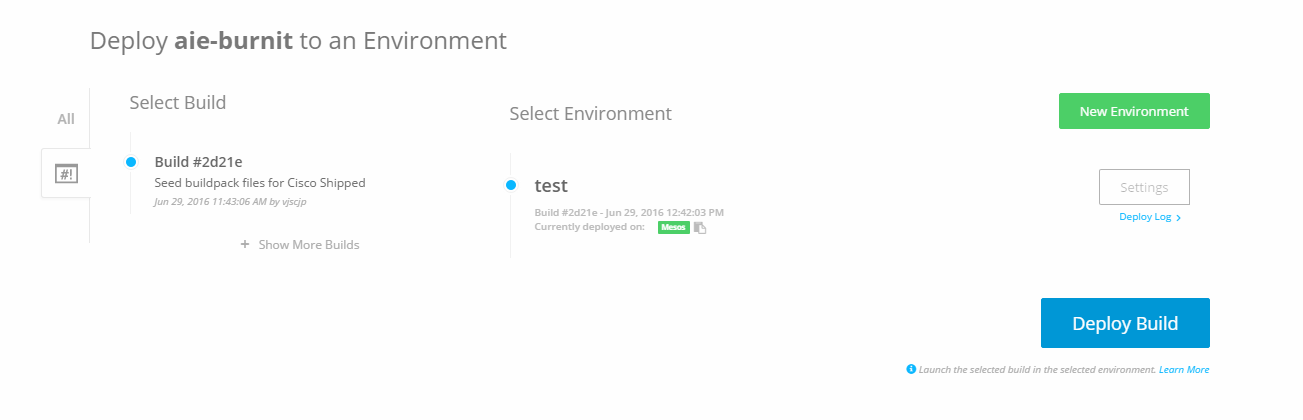 Deploy aie-burnit to an Environment
All
#!
Select Build
Build #2d21e
Seed buildpack files for Cisco Shipped
Jun 29, 2016 11:43:06 AM by vjscjp
+ Show More Builds
Select Environment
test
Build #2d21e - Jun 29, 2016 12:42:03 PM
Currently deployed on: Mesos
New Environment
Settings
Deploy Log >
Deploy Build
Launch the selected build in the selected environment. Learn More